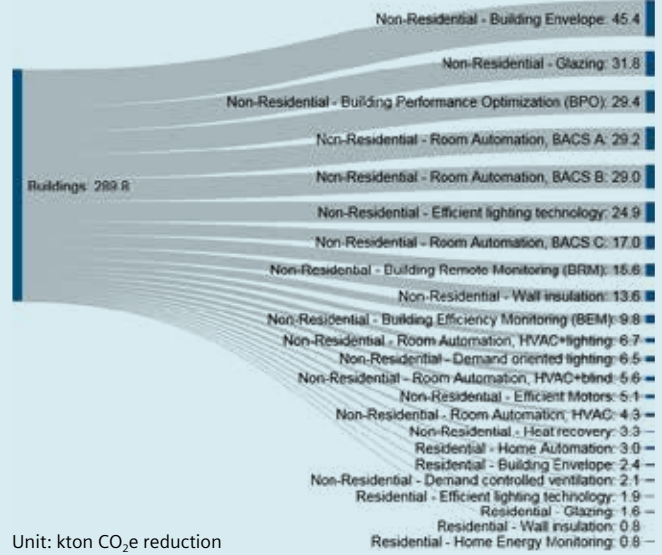 Non-Residential - Building Envelope: 45.4
Non-Residential - Glazing: 31.8
Non-Residential - Building Performance Optimization (BPO): 29.4
Non-Residential - Room Automation, BACS A: 29.2
Non-Residential - Room Automation, BACS B: 29.0
Buildings: 289.8
Non-Residential - Efficient lighting technology: 24.9
Non-Residential - Room Automation, BACS C: 17.0
Non-Residential - Building Remote Monitoring (BRM): 15.6
Non-Residential - Wall insulation: 13.6
Non-Residential - Building Efficiency Monitoring (BEM): 9.8
Non-Residential - Room Automation, HVAC+lighting: 6.7
Non-Residential - Demand oriented lighting: 6.5
Non-Residential - Room Automation, HVAC+blind: 5.6
Non-Residential - Efficient Motors: 5.1
Non-Residential - Room Automation, HVAC: 4.3
Non-Residential - Heat recovery: 3.3
Residential - Home Automation: 3.0
Residential - Building Envelope: 2.4
Non-Residential - Demand controlled ventilation: 2.1
Residential - Efficient lighting technology: 1.9
Residential - Glazing: 1.6
Residential - Wall insulation: 0.8
Residential - Home Energy Monitoring: 0.8
Unit: kton CO₂e reduction